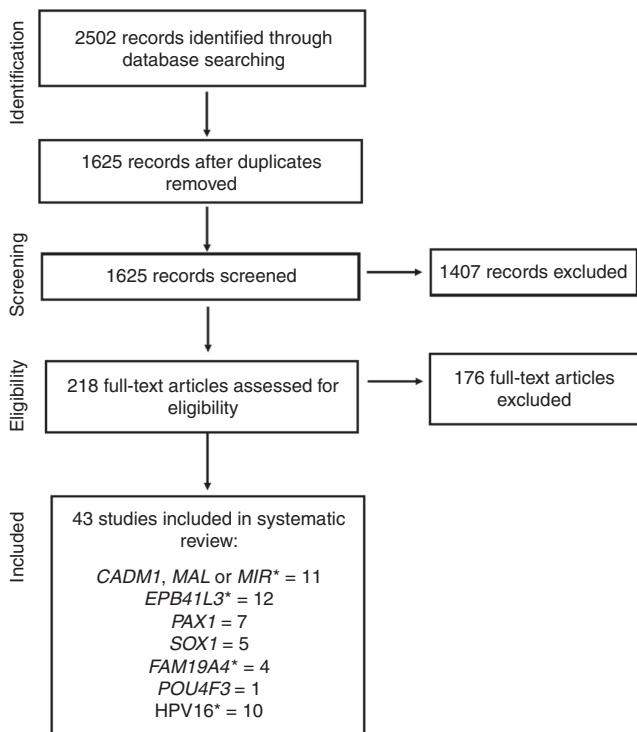 Identification
2502 records identified through
database searching
1625 records after duplicates
removed
Screening
1625 records screened
1407 records excluded
Eligibility
218 full-text articles assessed for
eligibility
176 full-text articles
excluded
Included
43 studies included in systematic
review:
CADM1, MAL or MIR* = 11
EPB41L3* = 12
PAX1 = 7
SOX1 = 5
FAM19A4* = 4
POU4F3 = 1
HPV16* = 10